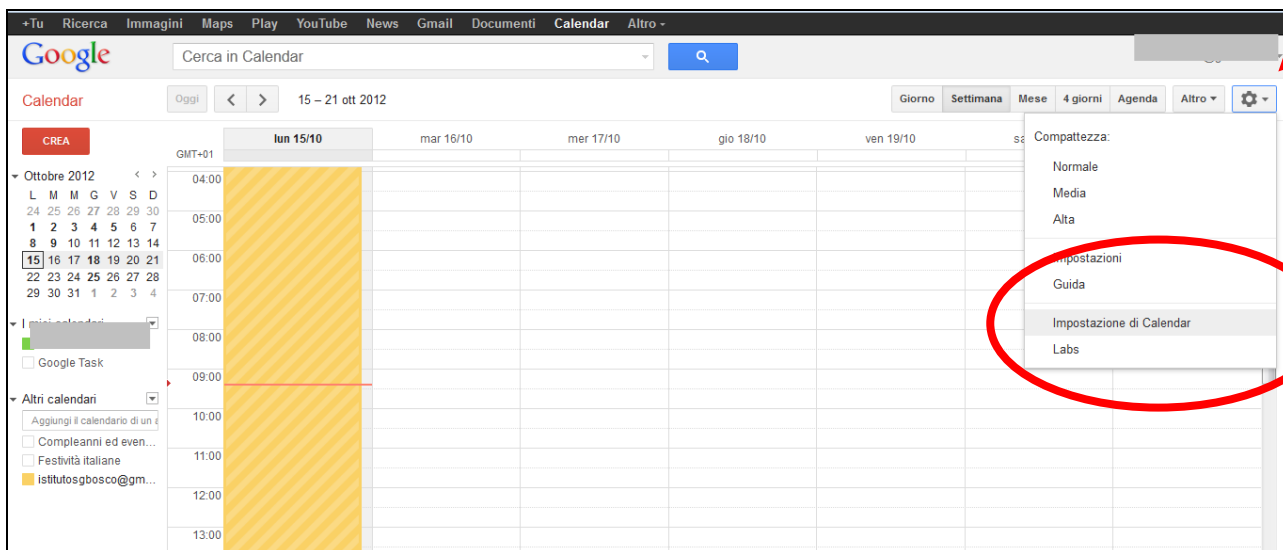 +Tu Ricerca Immagini Maps Play YouTube News Gmail Documenti Calendar Altro
Google
Cerca in Calendar
Calendar
Oggi
15 – 21 ott 2012
Giorno Settimana Mese 4 giorni Agenda Altro
CREA
lun 15/10 mar 16/10 mer 17/10 gio 18/10 ven 19/10 sa
GMT+01
Compattezza:
Normale
Media
Alta
Impostazioni
Guida
Impostazione di Calendar
Labs
Ottobre 2012
L M M G V S D
24 25 26 27 28 29 30
1 2 3 4 5 6 7
8 9 10 11 12 13 14
15 16 17 18 19 20 21
22 23 24 25 26 27 28
29 30 31 1 2 3 4
Google Task
Altri calendari
Aggiungi il calendario di un a
Compleanni ed even...
Festività italiane
istitutosgbosco@gm...
04:00
05:00
06:00
07:00
08:00
09:00
10:00
11:00
12:00
13:00